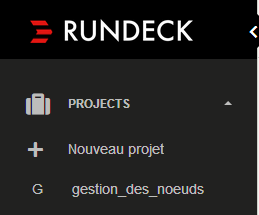 RUNDECK
PROJECTS
Nouveau projet
G gestion_des_noeuds